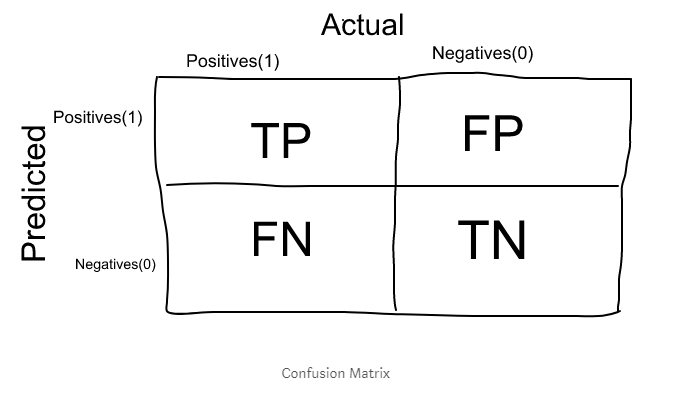 Actual
Positives(1) Negatives(0)
Predicted
Positives(1)
TP FP
FN TN
Negatives(0)
Confusion Matrix